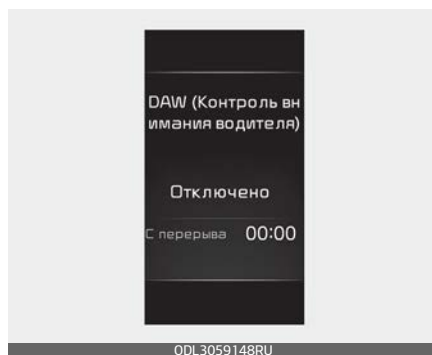 DAW (Контроль вн
имания водителя)
Отключено
С перерыва 00:00
ODL3059148RU